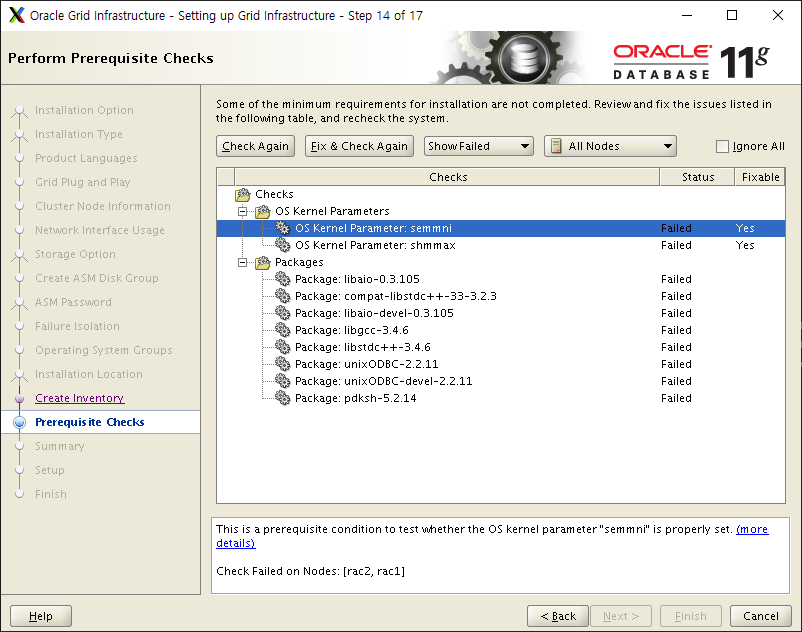 Oracle Grid Infrastructure - Setting up Grid Infrastructure - Step 14 of 17
Perform Prerequisite Checks
ORACLE
DATABASE
11g
Installation Option
Installation Type
Product Languages
Grid Plug and Play
Cluster Node Information
Network Interface Usage
Storage Option
Create ASM Disk Group
ASM Password
Failure Isolation
Operating System Groups
Installation Location
Create Inventory
Prerequisite Checks
Summary
Setup
Finish
Some of the minimum requirements for installation are not completed. Review and fix the issues listed in
the following table, and recheck the system.
Check Again
Fix & Check Again
Show Failed
All Nodes
Ignore All
Checks Status Fixable
Checks
OS Kernel Parameters
OS Kernel Parameter: semmni Failed Yes
OS Kernel Parameter: shmmax Failed Yes
Packages
Package: libaio-0.3.105 Failed
Package: compat-libstdc++-33-3.2.3 Failed
Package: libaio-devel-0.3.105 Failed
Package: libgcc-3.4.6 Failed
Package: libstdc++-3.4.6 Failed
Package: unixODBC-2.2.11 Failed
Package: unixODBC-devel-2.2.11 Failed
Package: pdksh-5.2.14 Failed
This is a prerequisite condition to test whether the OS kernel parameter "semmni" is properly set. (more
details)
Check Failed on Nodes: [rac2, rac1]
Help
< Back
Next >
Finish
Cancel